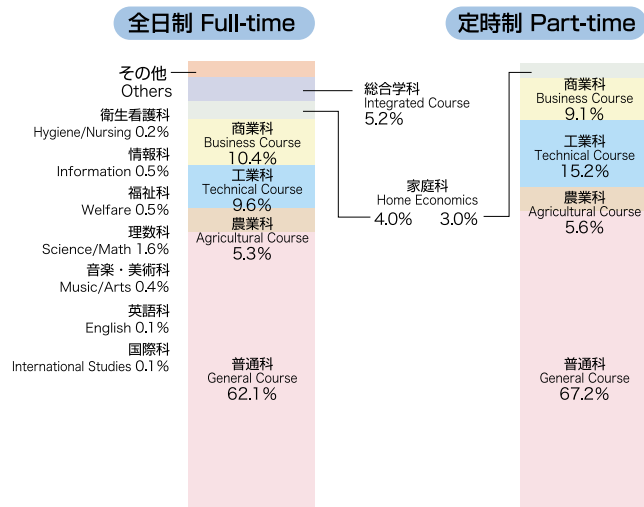 全日制 Full-time
その他
Others
衛生看護科
Hygiene/Nursing 0.2%
情報科
Information 0.5%
福祉科
Welfare 0.5%
理数科
Science/Math 1.6%
音楽・美術科
Music/Arts 0.4%
英語科
English 0.1%
国際科
International Studies 0.1%
総合学科
Integrated Course
5.2%
商業科
Business Course
10.4%
工業科
Technical Course
9.6%
農業科
Agricultural Course
5.3%
普通科
General Course
62.1%
家庭科
Home Economics
4.0% 3.0%
定時制 Part-time
商業科
Business Course
9.1%
工業科
Technical Course
15.2%
農業科
Agricultural Course
5.6%
普通科
General Course
67.2%